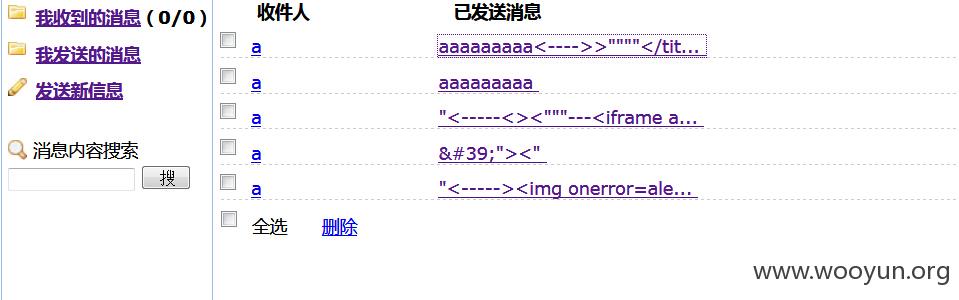 我收到的消息 ( 0/0 )
我发送的消息
发送新信息
消息内容搜索
搜
收件人 已发送消息
a aaaaaaaaa<---->>""""</tit...
a aaaaaaaaa
a "<-----<><"""---<iframe a...
a &#39;"><"
a "<-----><img onerror=ale...
全选 删除
www.wooyun.org